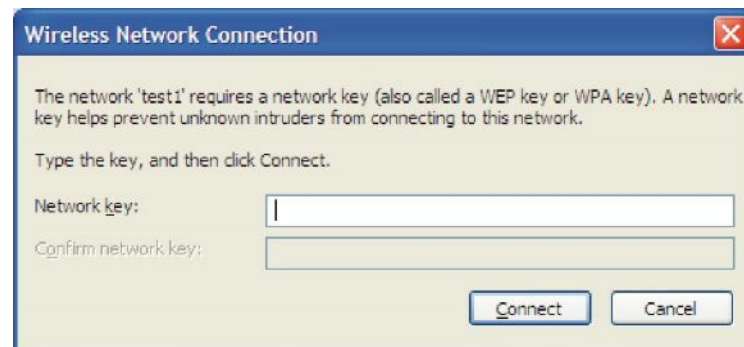 Wireless Network Connection
The network 'test1' requires a network key (also called a WEP key or WPA key). A network
key helps prevent unknown intruders from connecting to this network.
Type the key, and then click Connect.
Network key:
Confirm network key:
Connect Cancel